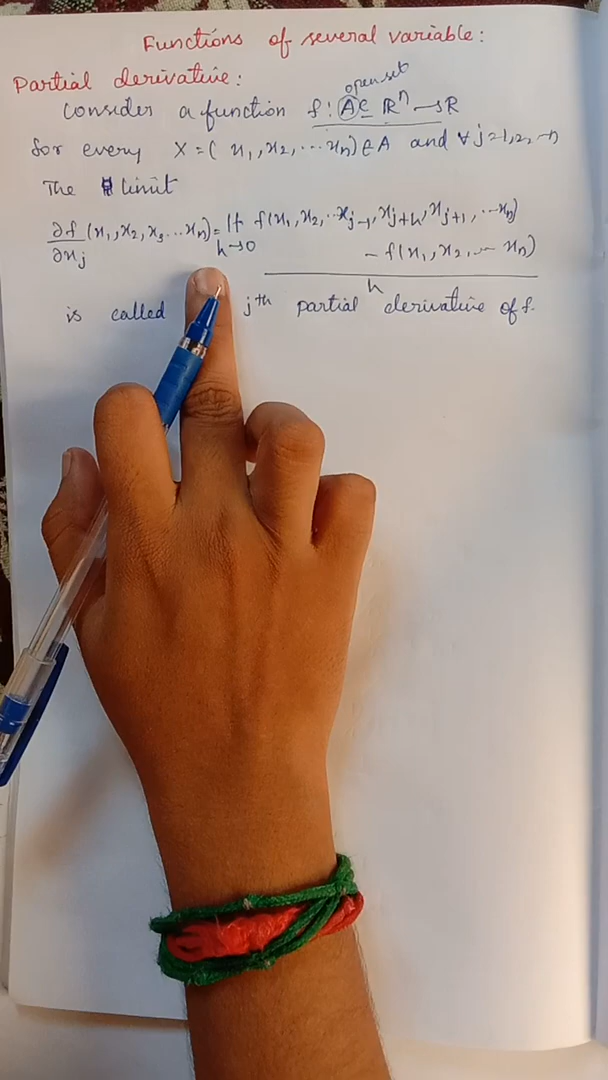 Functions of several variable:
Partial derivative:
open set
Consider a function f: A ⊆ ℝⁿ → ℝ
for every X = (x₁, x₂, ... xₙ) ∈ A and ∀ j=1, 2, -n
The limit
∂f/∂xⱼ (x₁, x₂, x₃ ... xₙ) = lt h→0 f(x₁, x₂, .. xⱼ₋₁, xⱼ+h, xⱼ₊₁, ... xₙ) - f(x₁, x₂, ... xₙ) / h
is called jᵗʰ partial derivative of f.